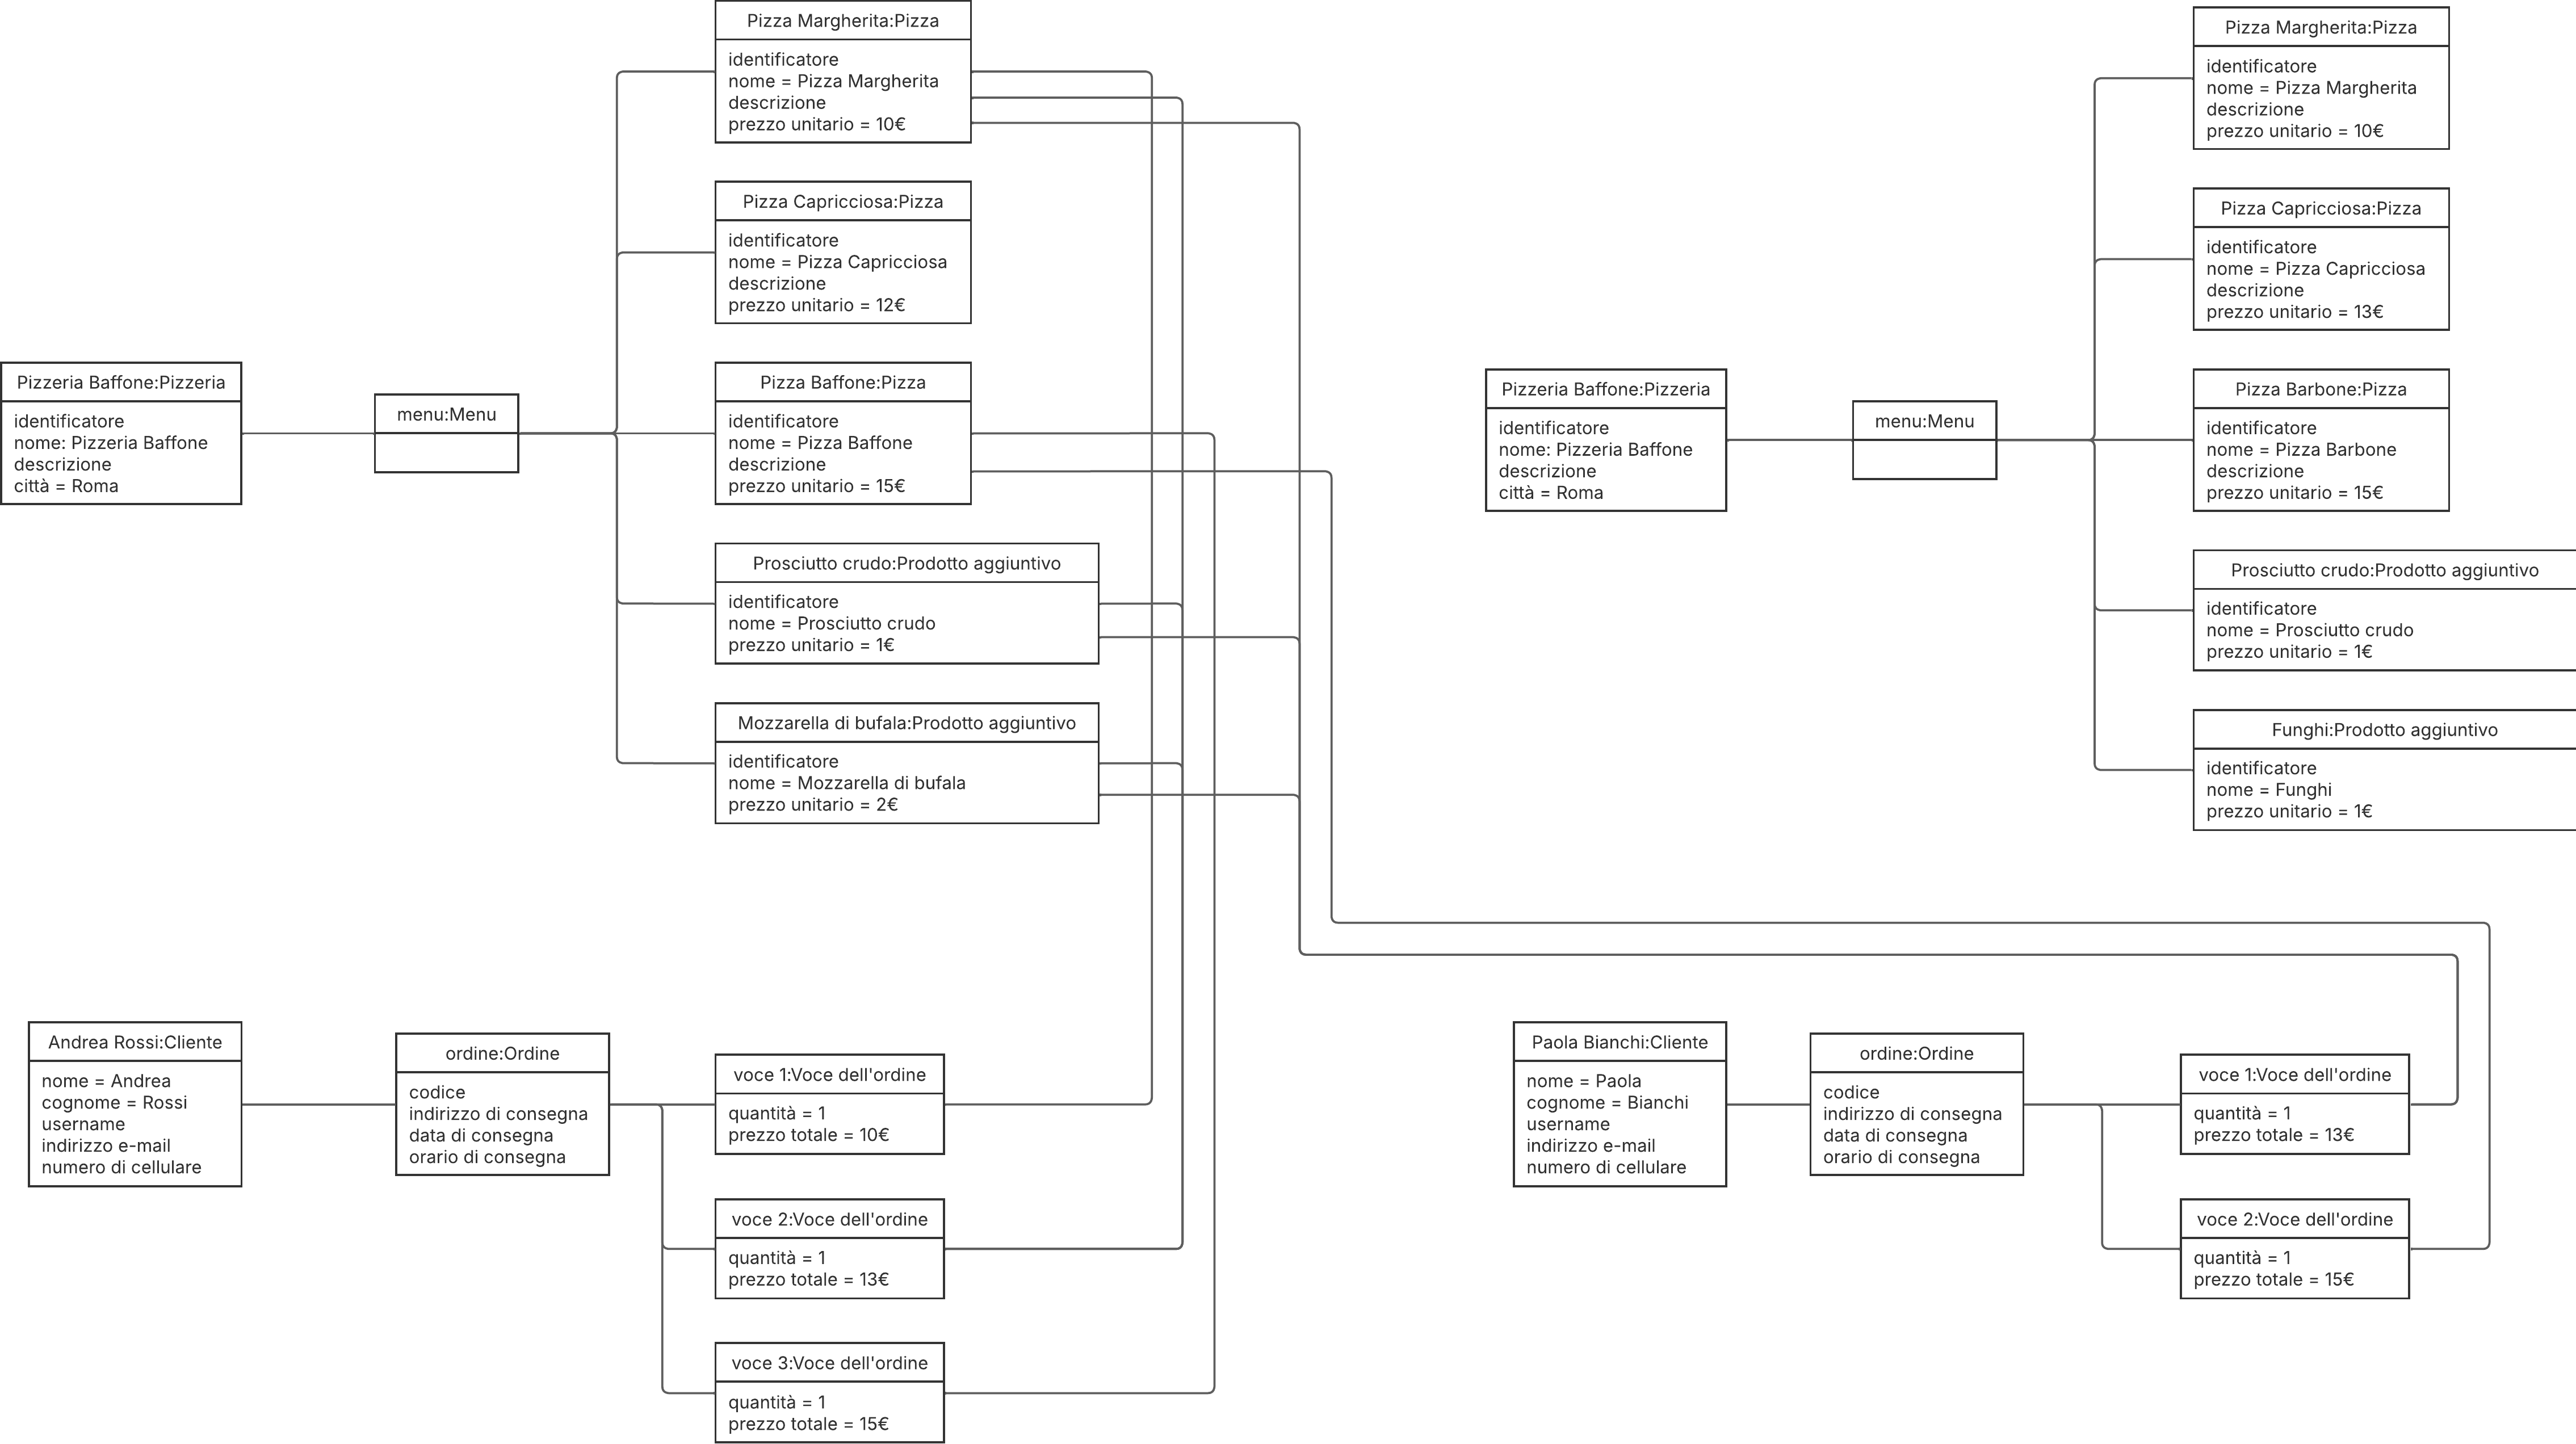 Pizza Margherita:Pizza
identificatore
nome = Pizza Margherita
descrizione
prezzo unitario = 10€
Pizza Capricciosa:Pizza
identificatore
nome = Pizza Capricciosa
descrizione
prezzo unitario = 12€
Pizzeria Baffone:Pizzeria
identificatore
nome: Pizzeria Baffone
descrizione
città = Roma
menu:Menu
Pizza Baffone:Pizza
identificatore
nome = Pizza Baffone
descrizione
prezzo unitario = 15€
Prosciutto crudo:Prodotto aggiuntivo
identificatore
nome = Prosciutto crudo
prezzo unitario = 1€
Mozzarella di bufala:Prodotto aggiuntivo
identificatore
nome = Mozzarella di bufala
prezzo unitario = 2€
Pizza Margherita:Pizza
identificatore
nome = Pizza Margherita
descrizione
prezzo unitario = 10€
Pizza Capricciosa:Pizza
identificatore
nome = Pizza Capricciosa
descrizione
prezzo unitario = 13€
Pizzeria Baffone:Pizzeria
identificatore
nome: Pizzeria Baffone
descrizione
città = Roma
menu:Menu
Pizza Barbone:Pizza
identificatore
nome = Pizza Barbone
descrizione
prezzo unitario = 15€
Prosciutto crudo:Prodotto aggiuntivo
identificatore
nome = Prosciutto crudo
prezzo unitario = 1€
Funghi:Prodotto aggiuntivo
identificatore
nome = Funghi
prezzo unitario = 1€
Andrea Rossi:Cliente
nome = Andrea
cognome = Rossi
username
indirizzo e-mail
numero di cellulare
ordine:Ordine
codice
indirizzo di consegna
data di consegna
orario di consegna
voce 1:Voce dell'ordine
quantità = 1
prezzo totale = 10€
voce 2:Voce dell'ordine
quantità = 1
prezzo totale = 13€
voce 3:Voce dell'ordine
quantità = 1
prezzo totale = 15€
Paola Bianchi:Cliente
nome = Paola
cognome = Bianchi
username
indirizzo e-mail
numero di cellulare
ordine:Ordine
codice
indirizzo di consegna
data di consegna
orario di consegna
voce 1:Voce dell'ordine
quantità = 1
prezzo totale = 13€
voce 2:Voce dell'ordine
quantità = 1
prezzo totale = 15€